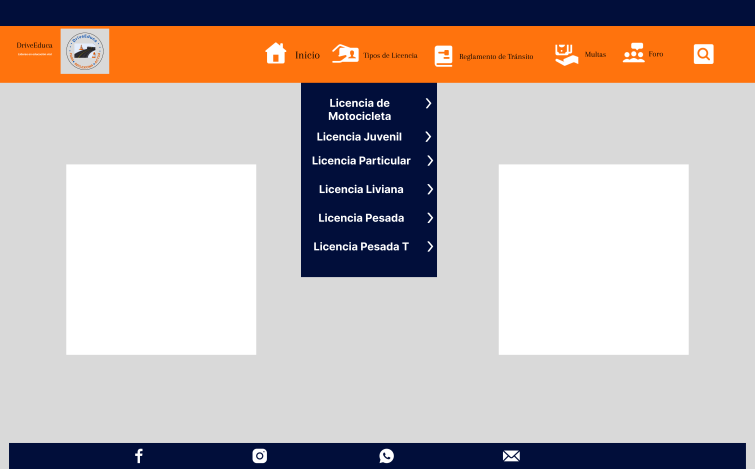 DriveEduca
DriveEduca
Inicio
Tipos de Licencia
Reglamento de Tránsito
Multas
Foro
Licencia de
Motocicleta
Licencia Juvenil
Licencia Particular
Licencia Liviana
Licencia Pesada
Licencia Pesada T